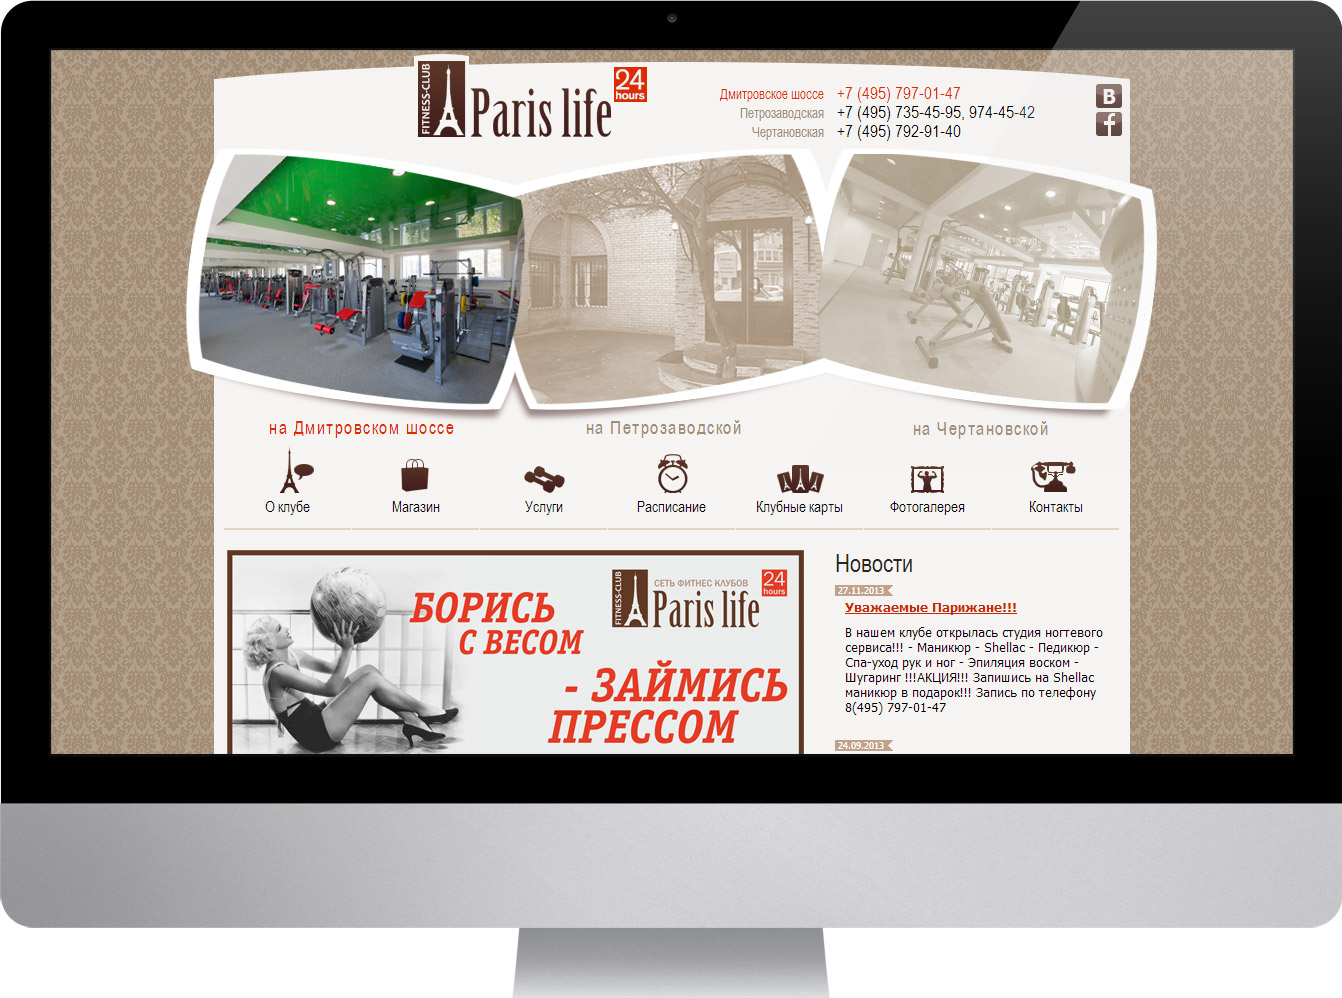 FITNESS-CLUB
Paris life
24
hours
Дмитровское шоссе +7 (495) 797-01-47
Петрозаводская +7 (495) 735-45-95, 974-45-42
Чертановская +7 (495) 792-91-40
B
f
на Дмитровском шоссе
на Петрозаводской
на Чертановской
О клубе
Магазин
Услуги
Расписание
Клубные карты
Фотогалерея
Контакты
БОРИСЬ
С ВЕСОМ
- ЗАЙМИСЬ
ПРЕССОМ
FITNESS-CLUB
СЕТЬ ФИТНЕС КЛУБОВ
Paris life
24
hours
Новости
27.11.2013
Уважаемые Парижане!!!
В нашем клубе открылась студия ногтевого
сервиса!!! - Маникюр - Shellac - Педикюр -
Спа-уход рук и ног - Эпиляция воском -
Шугаринг !!!АКЦИЯ!!! Запишись на Shellac
маникюр в подарок!!! Запись по телефону
8(495) 797-01-47
24.09.2013